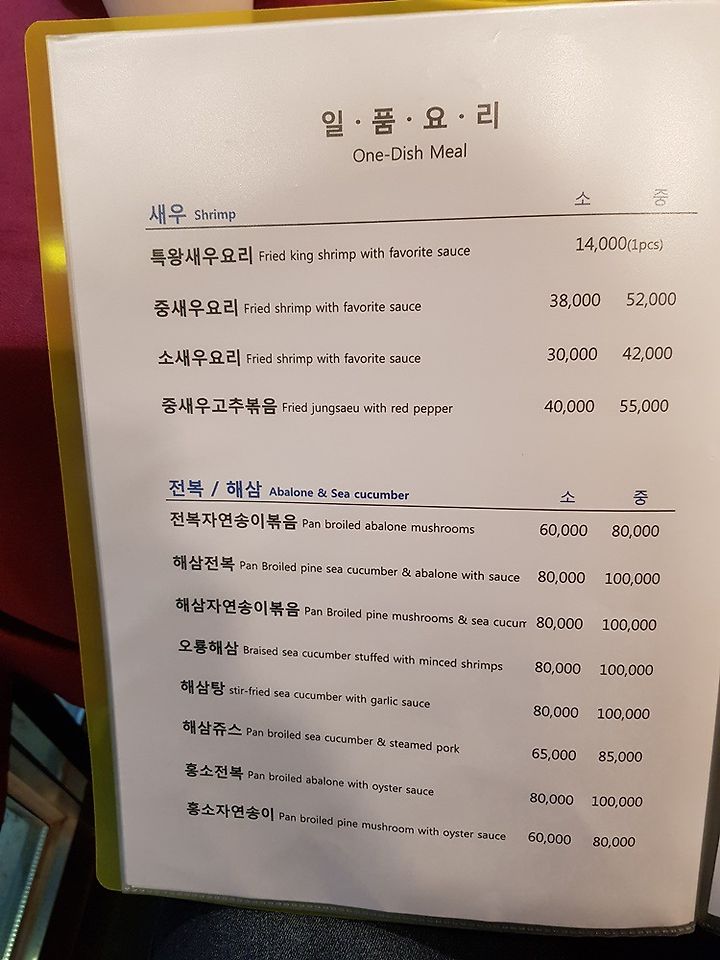 일·품·요·리
One-Dish Meal
새우 Shrimp 소 중
특왕새우요리 Fried king shrimp with favorite sauce 14,000(1pcs)
중새우요리 Fried shrimp with favorite sauce 38,000 52,000
소새우요리 Fried shrimp with favorite sauce 30,000 42,000
중새우고추볶음 Fried jungsaeu with red pepper 40,000 55,000
전복 / 해삼 Abalone & Sea cucumber 소 중
전복자연송이볶음 Pan broiled abalone mushrooms 60,000 80,000
해삼전복 Pan Broiled pine sea cucumber & abalone with sauce 80,000 100,000
해삼자연송이볶음 Pan Broiled pine mushrooms & sea cucum 80,000 100,000
오룡해삼 Braised sea cucumber stuffed with minced shrimps 80,000 100,000
해삼탕 stir-fried sea cucumber with garlic sauce 80,000 100,000
해삼쥬스 Pan broiled sea cucumber & steamed pork 65,000 85,000
홍소전복 Pan broiled abalone with oyster sauce 80,000 100,000
홍소자연송이 Pan broiled pine mushroom with oyster sauce 60,000 80,000